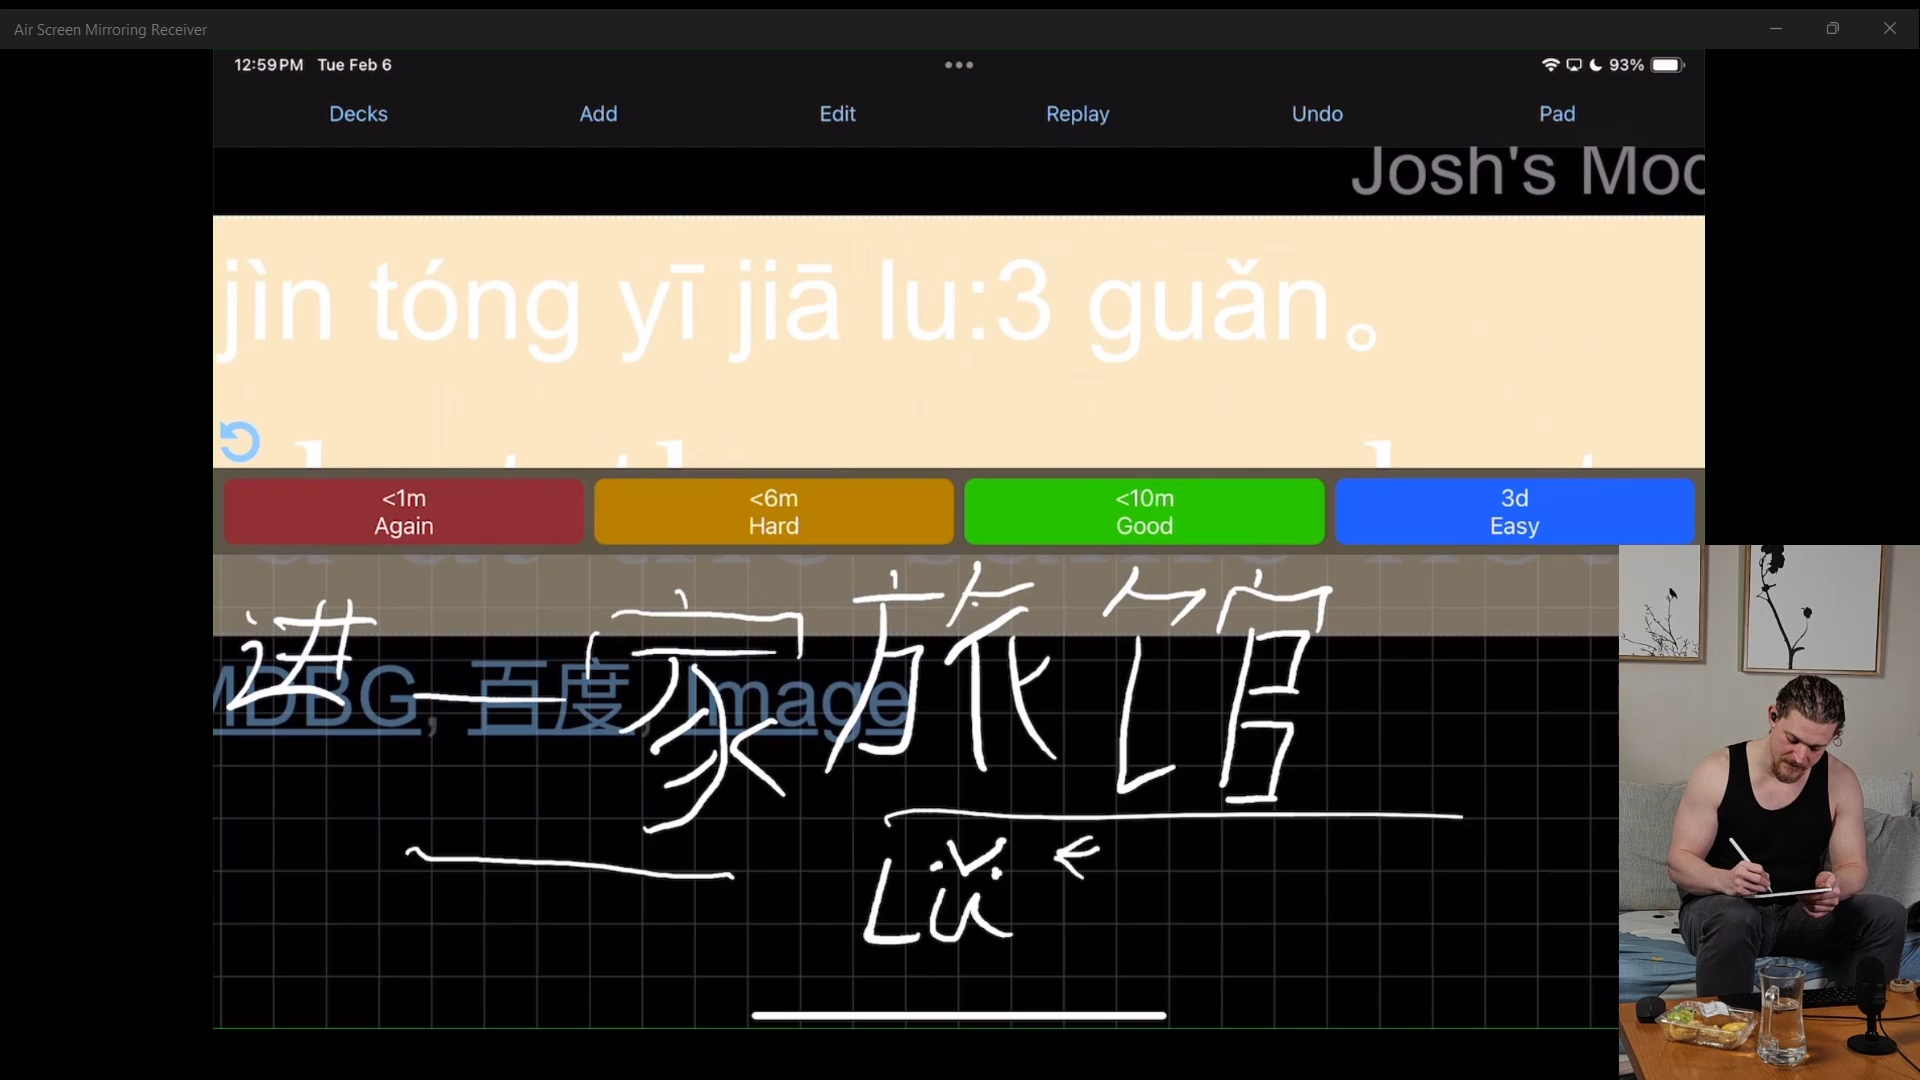 Air Screen Mirroring Receiver
12:59 PM Tue Feb 6
93%
Decks Add Edit Replay Undo Pad
Josh's Moo
jìn tóng yī jiā lu:3 guǎn。
<1m <6m <10m 3d
Again Hard Good Easy
进一家旅馆
MDBG, 百度, Image
Lǚ